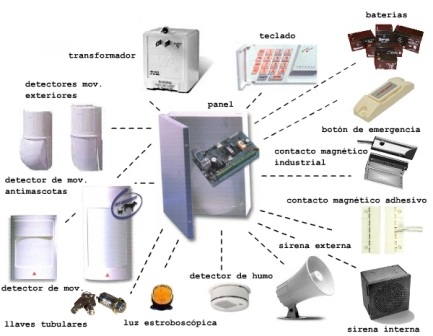 baterias
teclado
transformador
detectores mov.
exteriores
panel
botón de emergencia
contacto magnético
industrial
detector de mov.
antimascotas
contacto magnético adhesivo
sirena externa
detector de humo
detector de mov.
llaves tubulares
luz estroboscópica
sirena interna